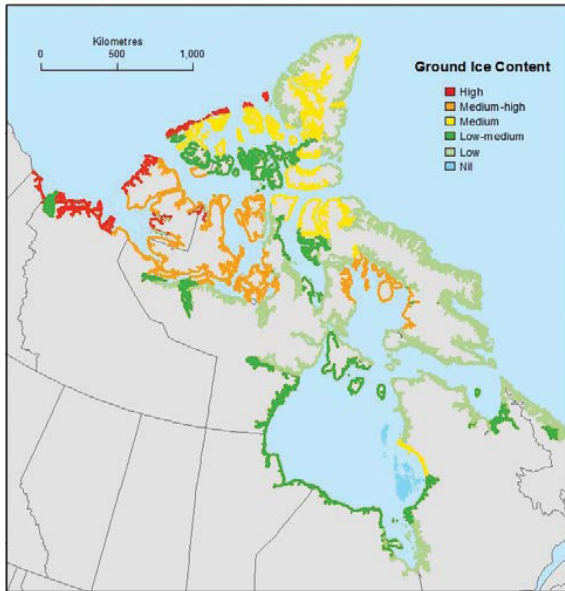 Kilometres
0 500 1,000
Ground Ice Content
High
Medium-high
Medium
Low-medium
Low
Nil